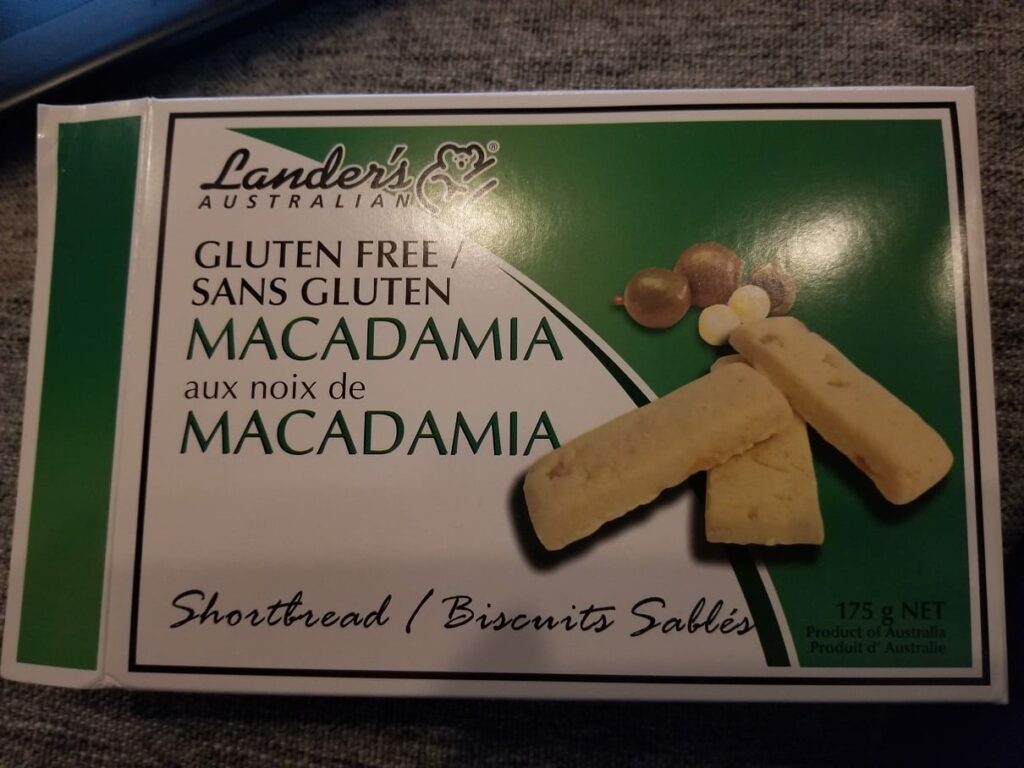 Lander's®
AUSTRALIAN
GLUTEN FREE /
SANS GLUTEN
MACADAMIA
aux noix de
MACADAMIA
Shortbread / Biscuits Sablés
175 g NET
Product of Australia
Produit d' Australie